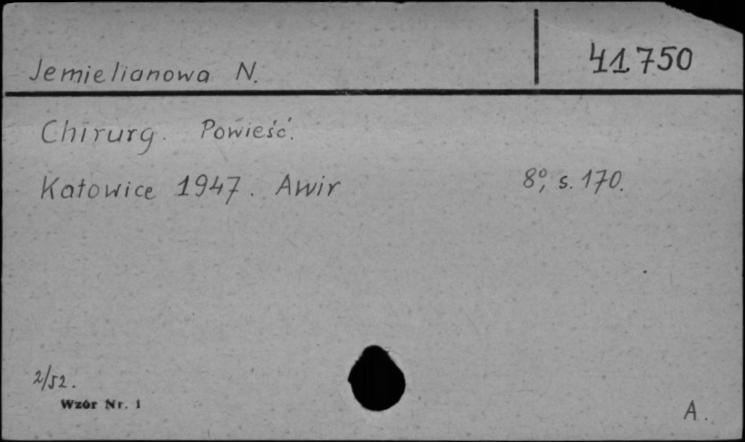 Jemielianowa N.
41750
Chirurg. Powieść.
Katowice 1947. Awir 8°, s. 170.
2/52.
Wzór Nr. 1
A.